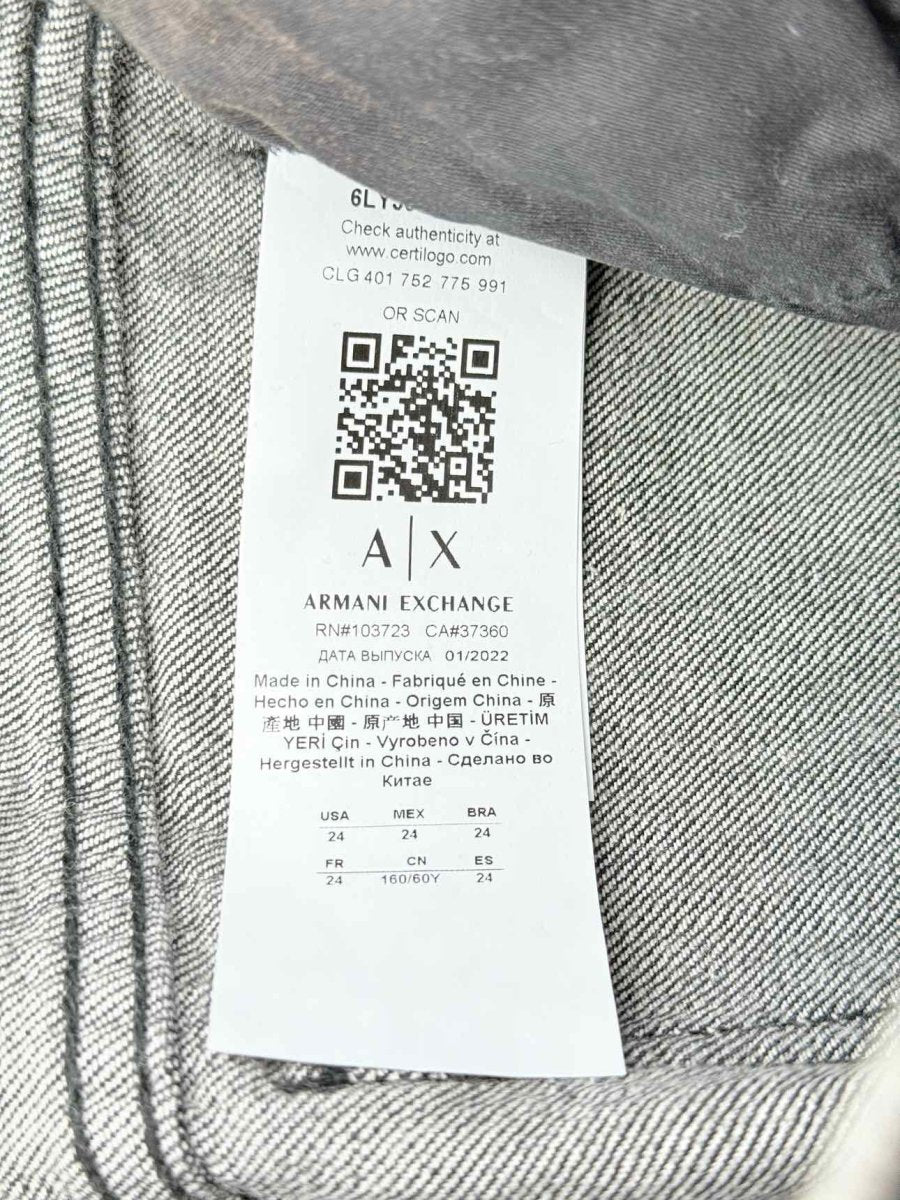 Check authenticity at
www.certilogo.com
CLG 401 752 775 991
OR SCAN
A|X
ARMANI EXCHANGE
RN#103723 CA#37360
ДАТА ВЫПУСКА 01/2022
Made in China - Fabriqué en Chine -
Hecho en China - Origem China - 原
產地 中國 - 原产地 中国 - ÜRETİM
YERİ Çin - Vyrobeno v Čína -
Hergestellt in China - Сделано во
Китае
USA MEX BRA
24 24 24
FR CN ES
24 160/60Y 24